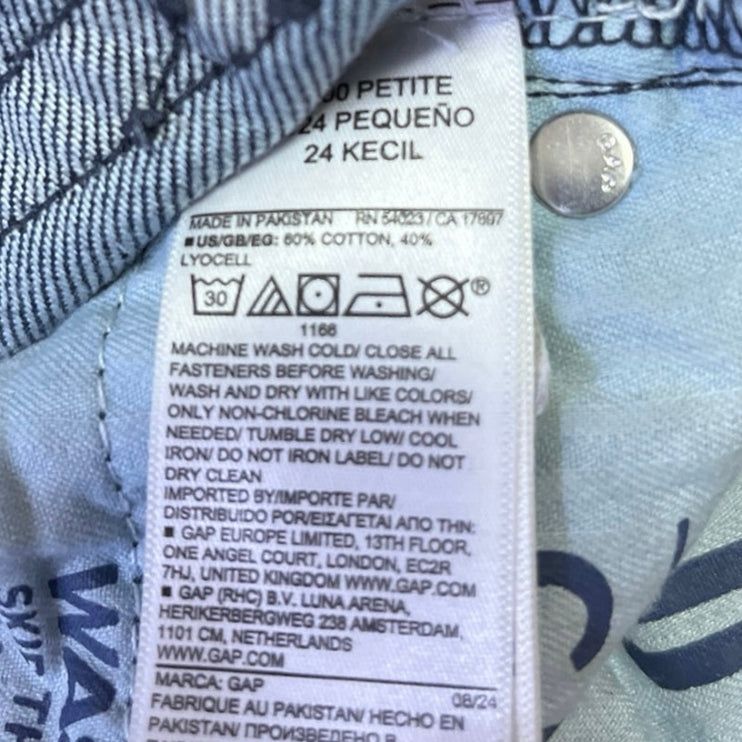 00 PETITE
24 PEQUEÑO
24 KECIL
MADE IN PAKISTAN RN 54023 / CA 17897
■ US/GB/EG: 60% COTTON, 40%
LYOCELL
30
®
1166
MACHINE WASH COLD/ CLOSE ALL
FASTENERS BEFORE WASHING/
WASH AND DRY WITH LIKE COLORS/
ONLY NON-CHLORINE BLEACH WHEN
NEEDED/ TUMBLE DRY LOW/ COOL
IRON/ DO NOT IRON LABEL/ DO NOT
DRY CLEAN
IMPORTED BY/IMPORTE PAR/
DISTRIBUIDO POR/ΕΙΣΑΓΕΤΑΙ ΑΠΟ ΤΗΝ:
■ GAP EUROPE LIMITED, 13TH FLOOR,
ONE ANGEL COURT, LONDON, EC2R
7HJ, UNITED KINGDOM WWW.GAP.COM
■ GAP (RHC) B.V. LUNA ARENA,
HERIKERBERGWEG 238 AMSTERDAM,
1101 CM, NETHERLANDS
WWW.GAP.COM
MARCA: GAP
08/24
FABRIQUE AU PAKISTAN/ HECHO EN
PAKISTAN/ ПРОИЗВЕДЕНО В
GAP
WAS